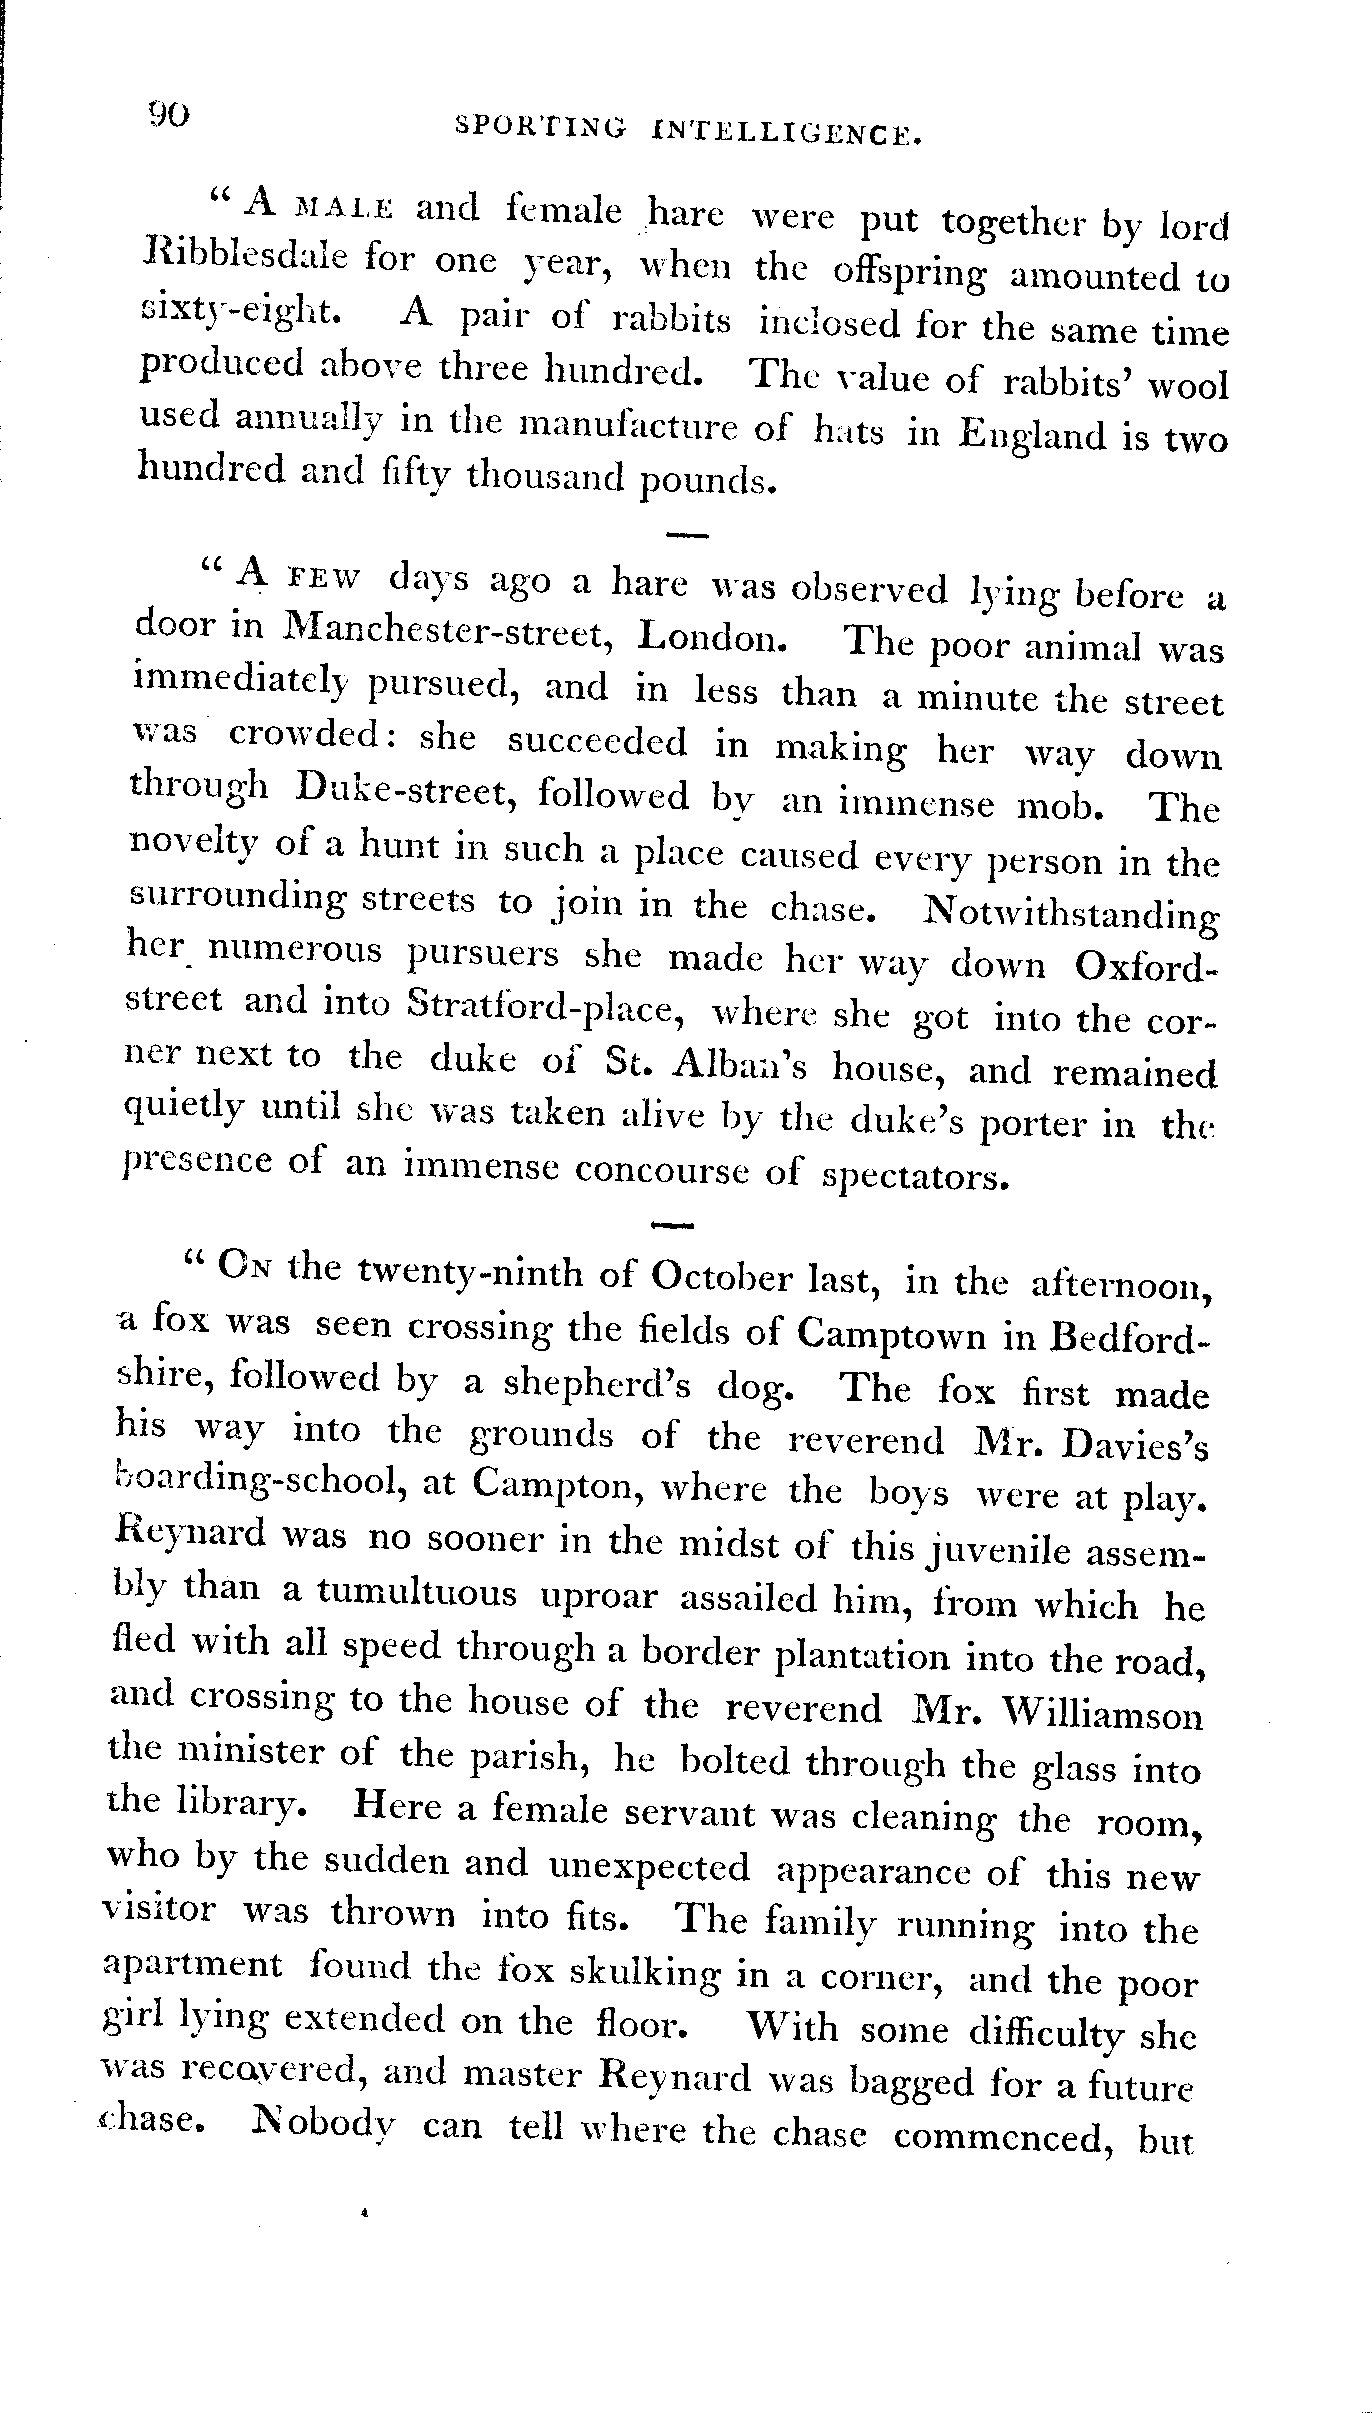 90
SPORTING INTELLIGENCE.
“ A MALE and female hare were put together by lord
Ribblesdale for one year, when the offspring amounted to
sixty-eight. A pair of rabbits inclosed for the same time
produced above three hundred. The value of rabbits’ wool
used annually in the manufacture of hats in England is two
hundred and fifty thousand pounds.
“ A FEW days ago a hare was observed lying before a
door in Manchester-street, London. The poor animal was
immediately pursued, and in less than a minute the street
was crowded: she succeeded in making her way down
through Duke-street, followed by an immense mob. The
novelty of a hunt in such a place caused every person in the
surrounding streets to join in the chase. Notwithstanding
her numerous pursuers she made her way down Oxford-
street and into Stratford-place, where she got into the cor-
ner next to the duke of St. Alban’s house, and remained
quietly until she was taken alive by the duke’s porter in the
presence of an immense concourse of spectators.
“ ON the twenty-ninth of October last, in the afternoon,
a fox was seen crossing the fields of Camptown in Bedford-
shire, followed by a shepherd’s dog. The fox first made
his way into the grounds of the reverend Mr. Davies’s
boarding-school, at Campton, where the boys were at play.
Reynard was no sooner in the midst of this juvenile assem-
bly than a tumultuous uproar assailed him, from which he
fled with all speed through a border plantation into the road,
and crossing to the house of the reverend Mr. Williamson
the minister of the parish, he bolted through the glass into
the library. Here a female servant was cleaning the room,
who by the sudden and unexpected appearance of this new
visitor was thrown into fits. The family running into the
apartment found the fox skulking in a corner, and the poor
girl lying extended on the floor. With some difficulty she
was recovered, and master Reynard was bagged for a future
chase. Nobody can tell where the chase commenced, but